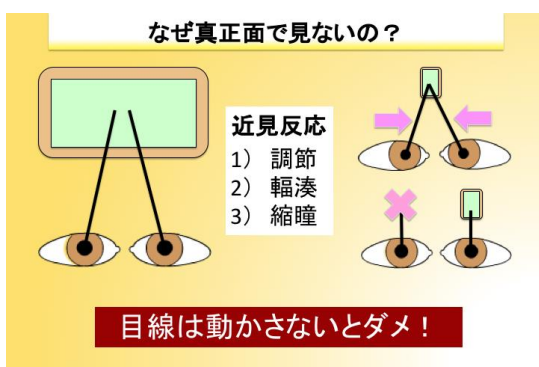 なぜ真正面で見ないの？
近見反応
1） 調節
2） 輻湊
3） 縮瞳
目線は動かさないとダメ！